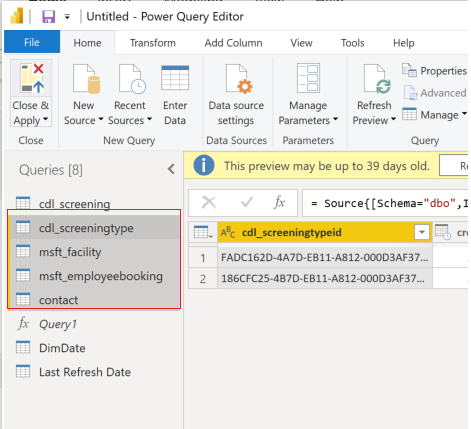 Untitled - Power Query Editor
File Home Transform Add Column View Tools Help
Close & Apply
New Source
Recent Sources
Enter Data
Data source settings
Manage Parameters
Refresh Preview
Properties
Advanced
Manage
Close New Query Data Sources Parameters Query
Queries [8]
This preview may be up to 39 days old.
cdl_screening
cdl_screeningtype
msft_facility
msft_employeebooking
contact
fx Query1
DimDate
Last Refresh Date
fx = Source{[Schema="dbo",I
ABC cdl_screeningtypeid
1 FADC162D-4A7D-EB11-A812-000D3AF37...
2 186CFC25-4B7D-EB11-A812-000D3AF37...